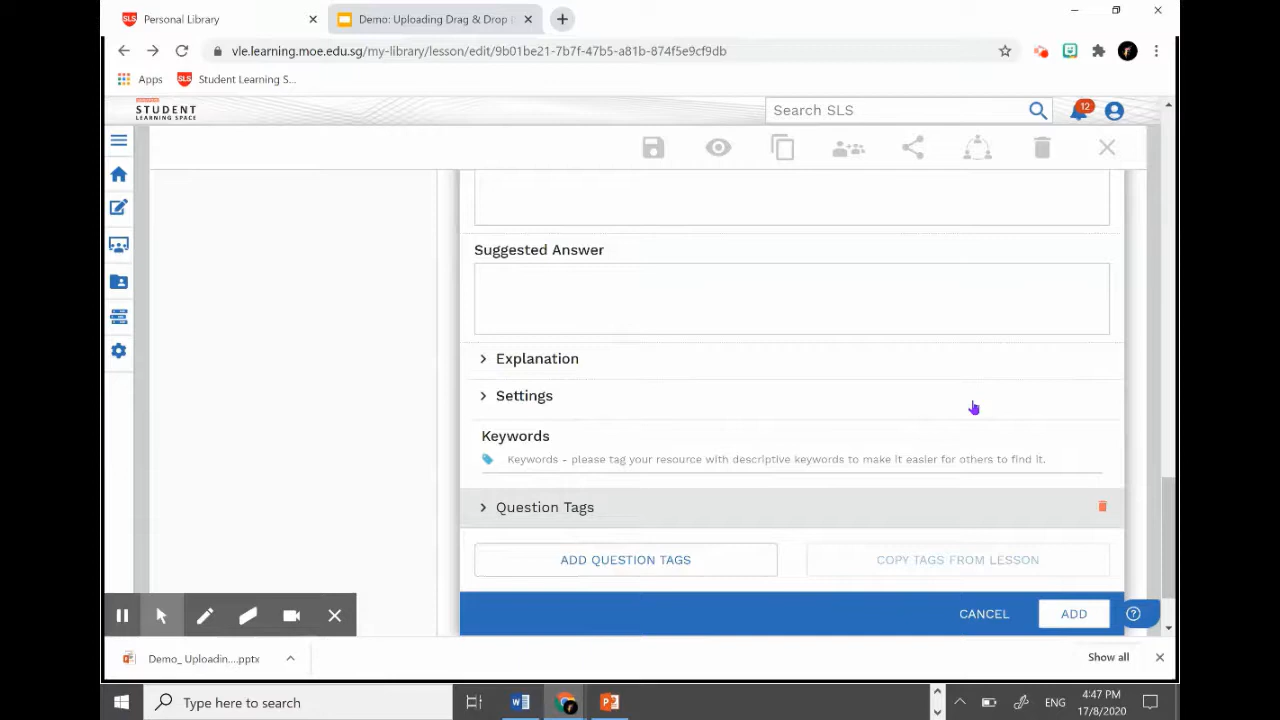 Personal Library
Demo: Uploading Drag & Drop
vle.learning.moe.edu.sg/my-library/lesson/edit/9b01be21-7b7f-47b5-a81b-874f5e9cf9db
Apps
SLS
Student Learning S...
STUDENT
LEARNING SPACE
Search SLS
12
Suggested Answer
Explanation
Settings
Keywords
Keywords - please tag your resource with descriptive keywords to make it easier for others to find it.
Question Tags
ADD QUESTION TAGS
COPY TAGS FROM LESSON
CANCEL
ADD
Demo_ Uploadin....pptx
Show all
Type here to search
ENG
4:47 PM
17/8/2020